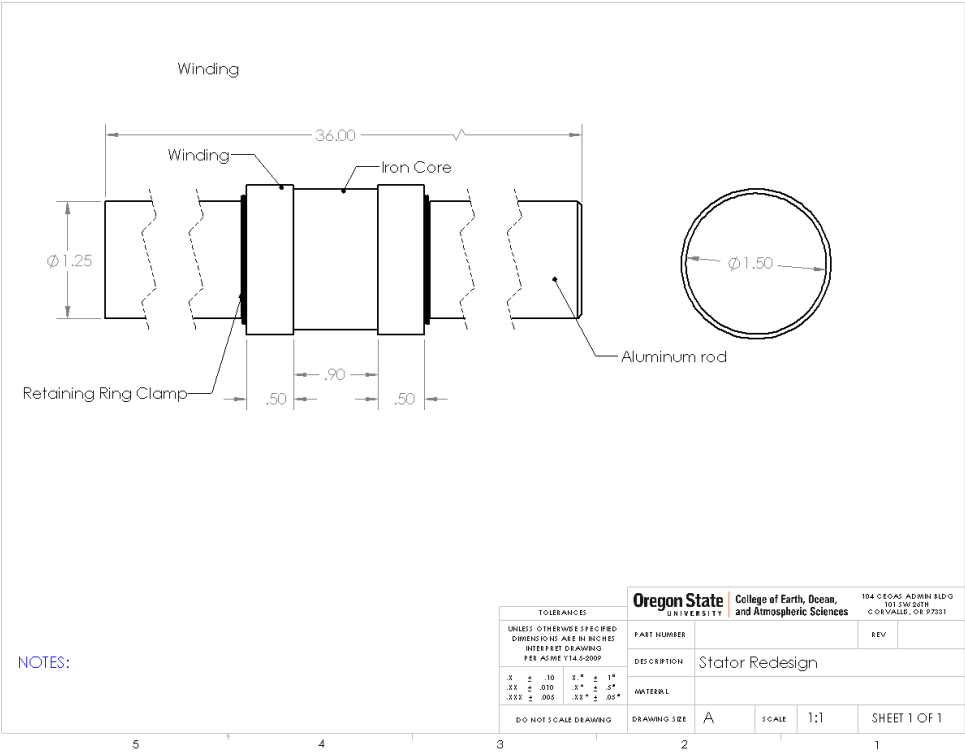 Winding
36.00
Winding
Iron Core
Ø1.25
Ø1.50
Aluminum rod
.90
Retaining Ring Clamp
.50
.50
NOTES:
TOLERANCES
UNLESS OTHERWISE SPECIFIED
DIMENSIONS ARE IN INCHES
INTERPRET DRAWING
PER ASME Y14.5-2009
.X ± .10
.XX ± .010
.XXX ± .005
X.° ± 1°
.X° ± .5°
.XX° ± .05°
DO NOT SCALE DRAWING
Oregon State
UNIVERSITY
College of Earth, Ocean,
and Atmospheric Sciences
104 CEOAS ADMIN BLDG
101 SW 26TH
CORVALLIS, OR 97331
PART NUMBER
REV
DESCRIPTION Stator Redesign
MATERIAL
DRAWING SIZE A SCALE 1:1 SHEET 1 OF 1
5 4 3 2 1